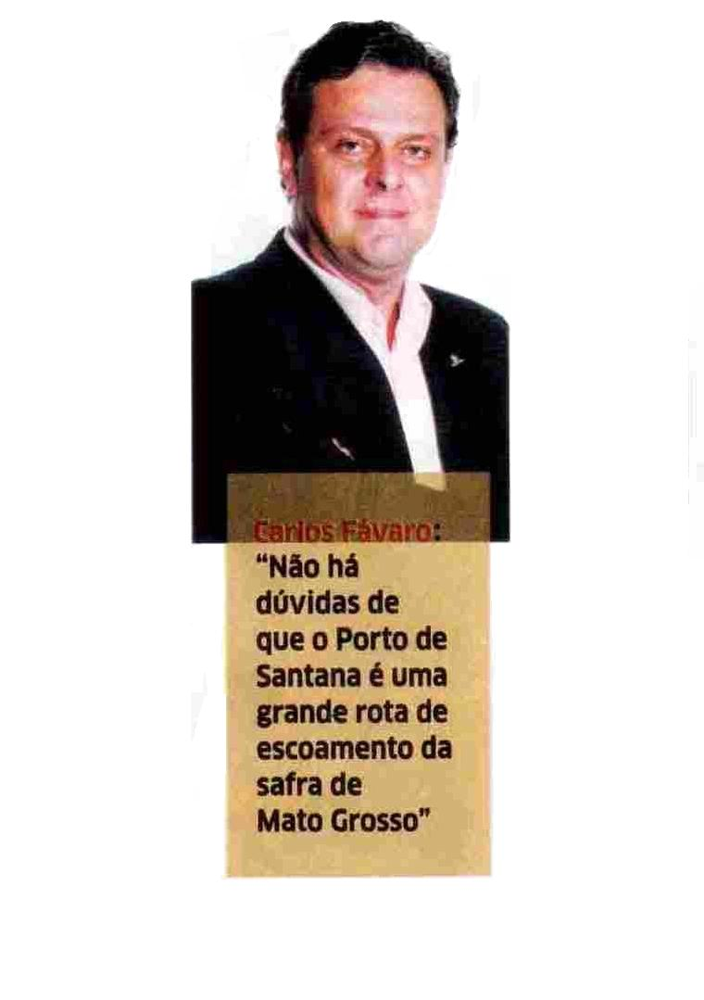 Carlos Fávaro:
“Não há
dúvidas de
que o Porto de
Santana é uma
grande rota de
escoamento da
safra de
Mato Grosso”